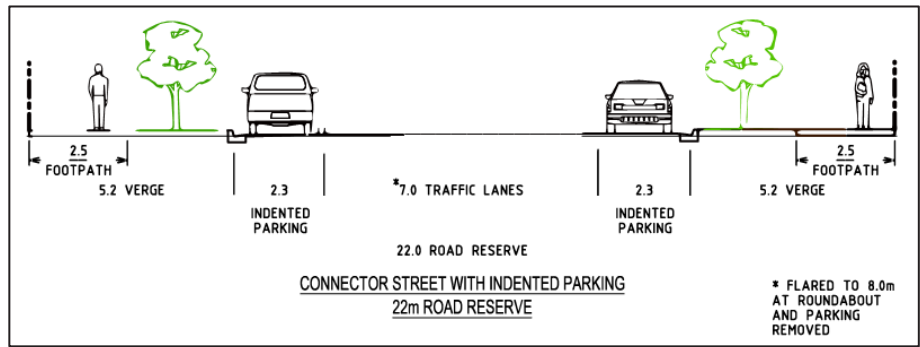 2.5
FOOTPATH
2.5
FOOTPATH
5.2 VERGE
2.3
*7.0 TRAFFIC LANES
2.3
5.2 VERGE
INDENTED
PARKING
INDENTED
PARKING
22.0 ROAD RESERVE
CONNECTOR STREET WITH INDENTED PARKING
22m ROAD RESERVE
* FLARED TO 8.0m
AT ROUNDABOUT
AND PARKING
REMOVED